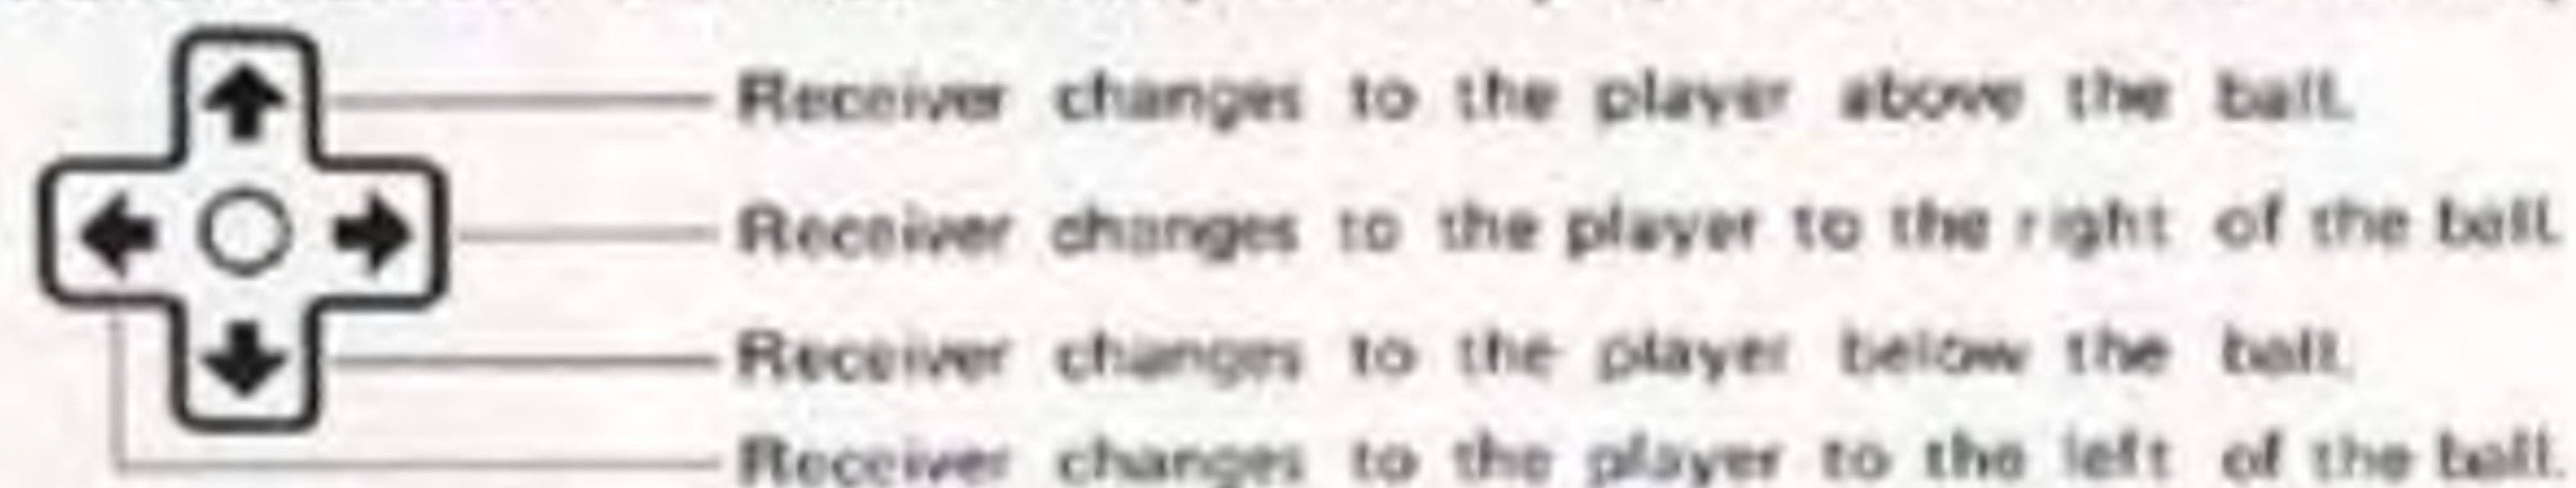 Receiver changes to the player above the ball.
Receiver changes to the player to the right of the ball.
Receiver changes to the player below the ball.
Receiver changes to the player to the left of the ball.